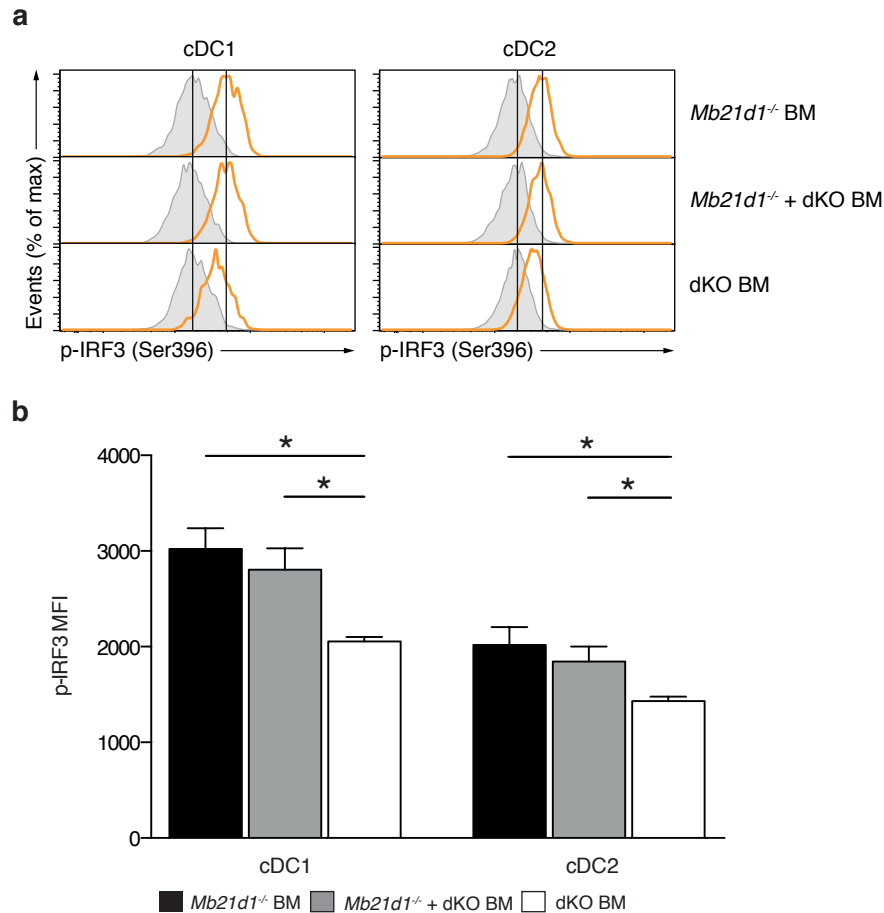 a
cDC1
cDC2
Mb21d1-/- BM
Mb21d1-/- + dKO BM
dKO BM
Events (% of max)
p-IRF3 (Ser396)
p-IRF3 (Ser396)
b
*
*
*
*
4000
3000
2000
1000
0
p-IRF3 MFI
cDC1
cDC2
Mb21d1-/- BM
Mb21d1-/- + dKO BM
dKO BM